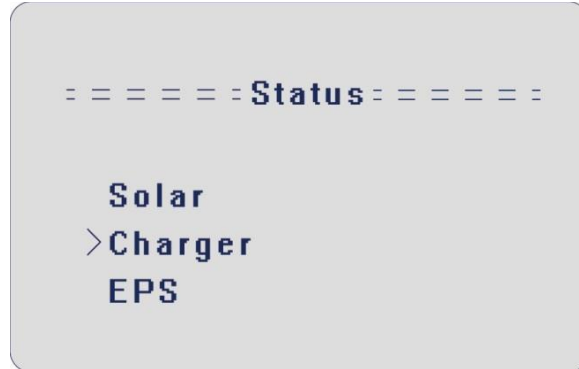 = = = = = =Status= = = = = =
Solar
>Charger
EPS